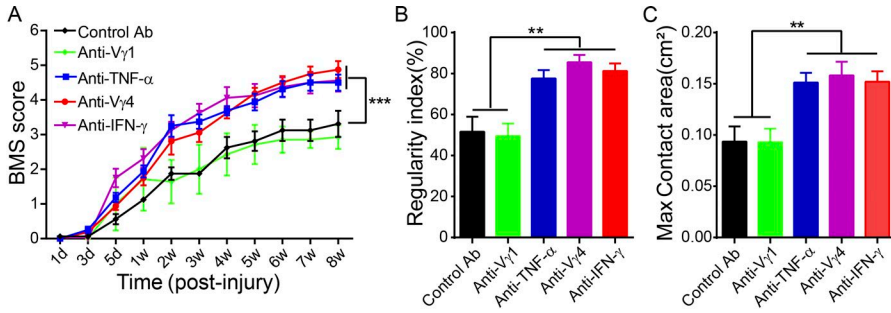 A
BMS score
6
5
4
3
2
1
0
Control Ab
Anti-Vγ1
Anti-TNF-α
Anti-Vγ4
Anti-IFN-γ
***
1d 3d 5d 1w 2w 3w 4w 5w 6w 7w 8w
Time (post-injury)
B
Regularity index(%)
100
80
60
40
20
0
**
Control Ab
Anti-Vγ1
Anti-TNF-α
Anti-Vγ4
Anti-IFN-γ
C
Max Contact area(cm²)
0.20
0.15
0.10
0.05
0.00
**
Control Ab
Anti-Vγ1
Anti-TNF-α
Anti-Vγ4
Anti-IFN-γ